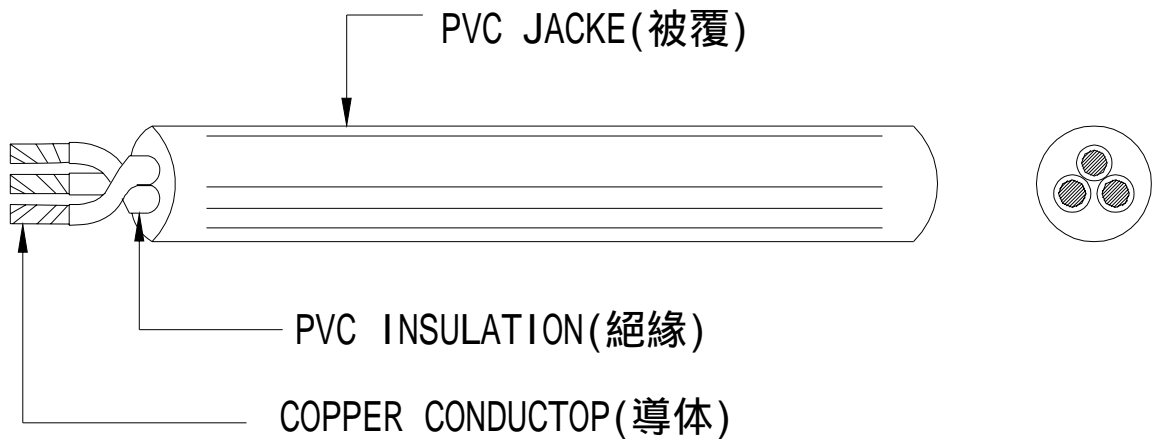 PVC JACKE(被覆)
PVC INSULATION(絕緣)
COPPER CONDUCTOP(導体)